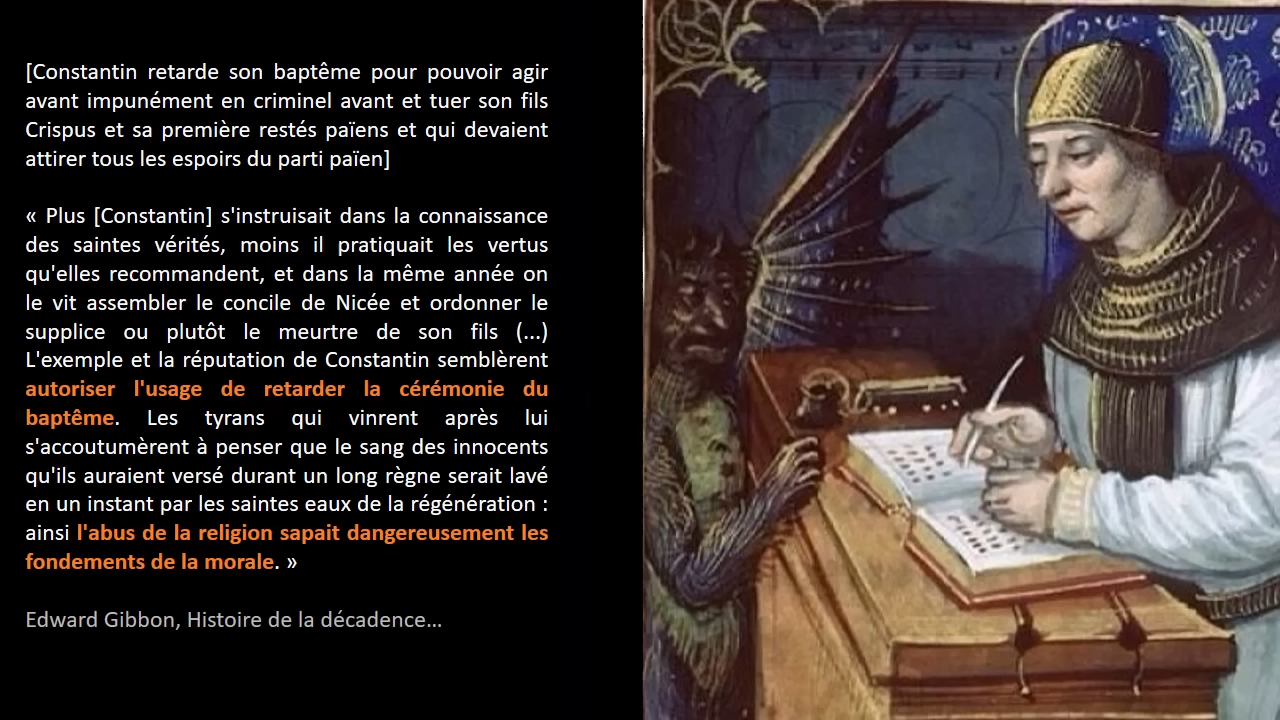 [Constantin retarde son baptême pour pouvoir agir
avant impunément en criminel avant et tuer son fils
Crispus et sa première restés païens et qui devaient
attirer tous les espoirs du parti païen]
« Plus [Constantin] s'instruisait dans la connaissance
des saintes vérités, moins il pratiquait les vertus
qu'elles recommandent, et dans la même année on
le vit assembler le concile de Nicée et ordonner le
supplice ou plutôt le meurtre de son fils (...)
L'exemple et la réputation de Constantin semblèrent
autoriser l'usage de retarder la cérémonie du
baptême. Les tyrans qui vinrent après lui
s'accoutumèrent à penser que le sang des innocents
qu'ils auraient versé durant un long règne serait lavé
en un instant par les saintes eaux de la régénération :
ainsi l'abus de la religion sapait dangereusement les
fondements de la morale. »
Edward Gibbon, Histoire de la décadence…